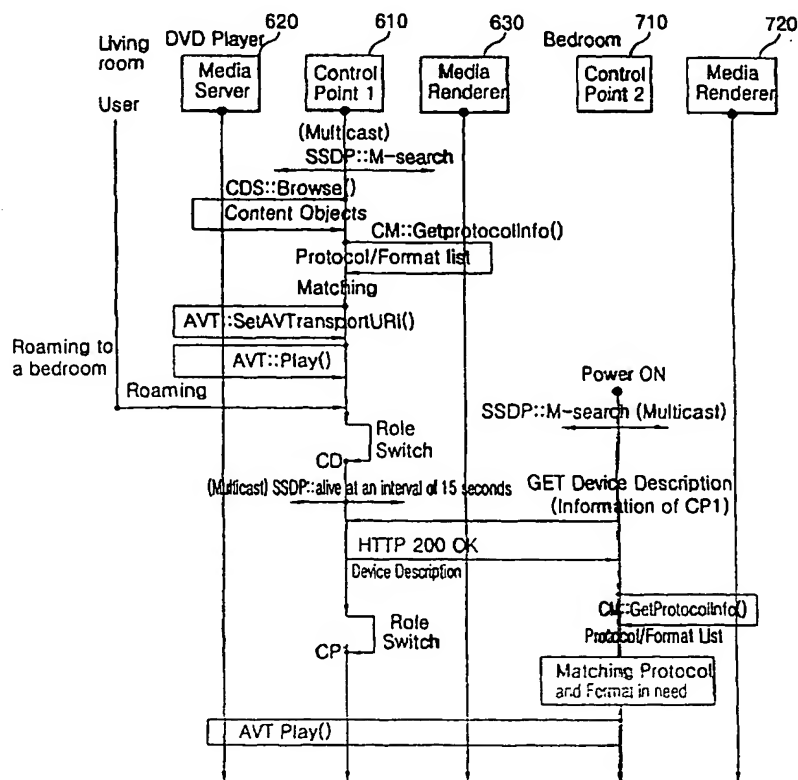 620
610
630
710
720
Living
room
DVD Player
Bedroom
Media
Server
Control
Point 1
Media
Renderer
Control
Point 2
Media
Renderer
User
(Multicast)
SSDP::M-search
CDS::Browse()
Content Objects
CM::GetprotocolInfo()
Protocol/Format list
Matching
AVT::SetAVTransportURI()
Roaming to
a bedroom
AVT::Play()
Power ON
Roaming
SSDP::M-search (Multicast)
Role
Switch
CD
GET Device Description
(Information of CP1)
(Multicast) SSDP::alive at an interval of 15 seconds
HTTP 200 OK
Device Description
CM::GetProtocolInfo()
Protocol/Format List
Role
Switch
CP
Matching Protocol
and Format in need
AVT Play()